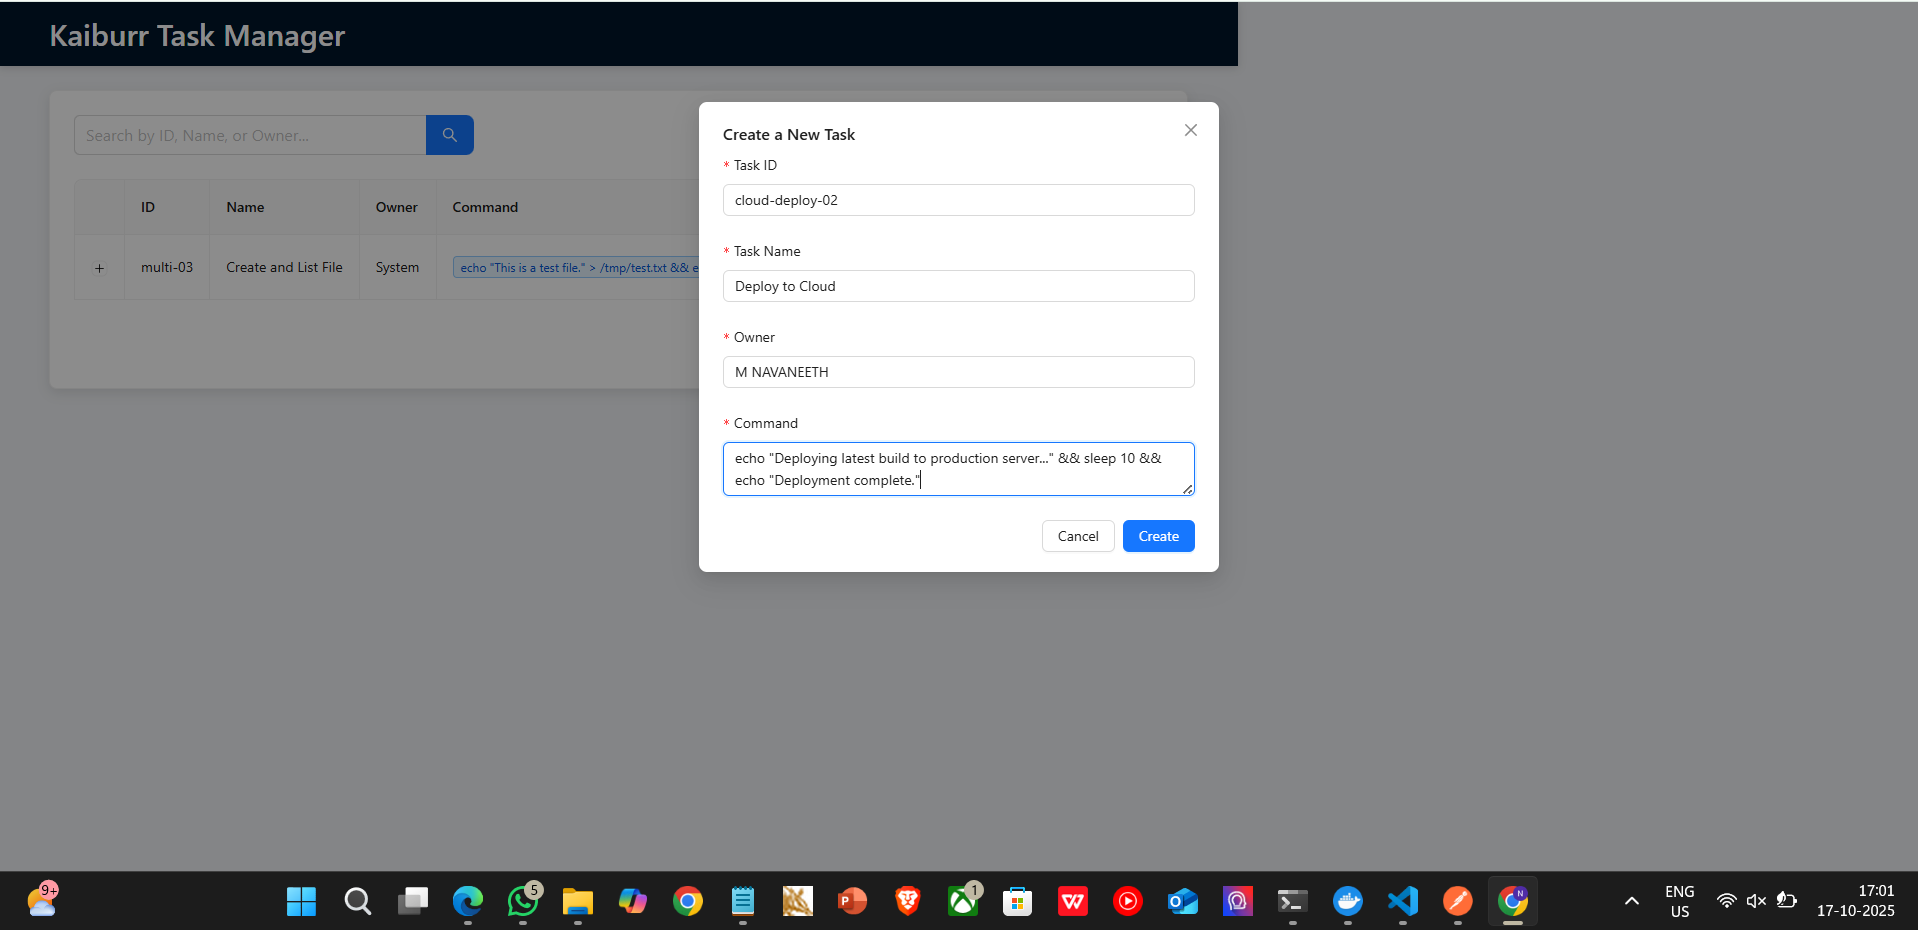 Kaiburr Task Manager
Search by ID, Name, or Owner...
ID Name Owner Command
multi-03 Create and List File System echo "This is a test file." > /tmp/test.txt && e
Create a New Task
* Task ID
cloud-deploy-02
* Task Name
Deploy to Cloud
* Owner
M NAVANEETH
* Command
echo "Deploying latest build to production server..." && sleep 10 &&
echo "Deployment complete."
Cancel Create
9+
5
P
1
W
O
N
ENG
US
17:01
17-10-2025